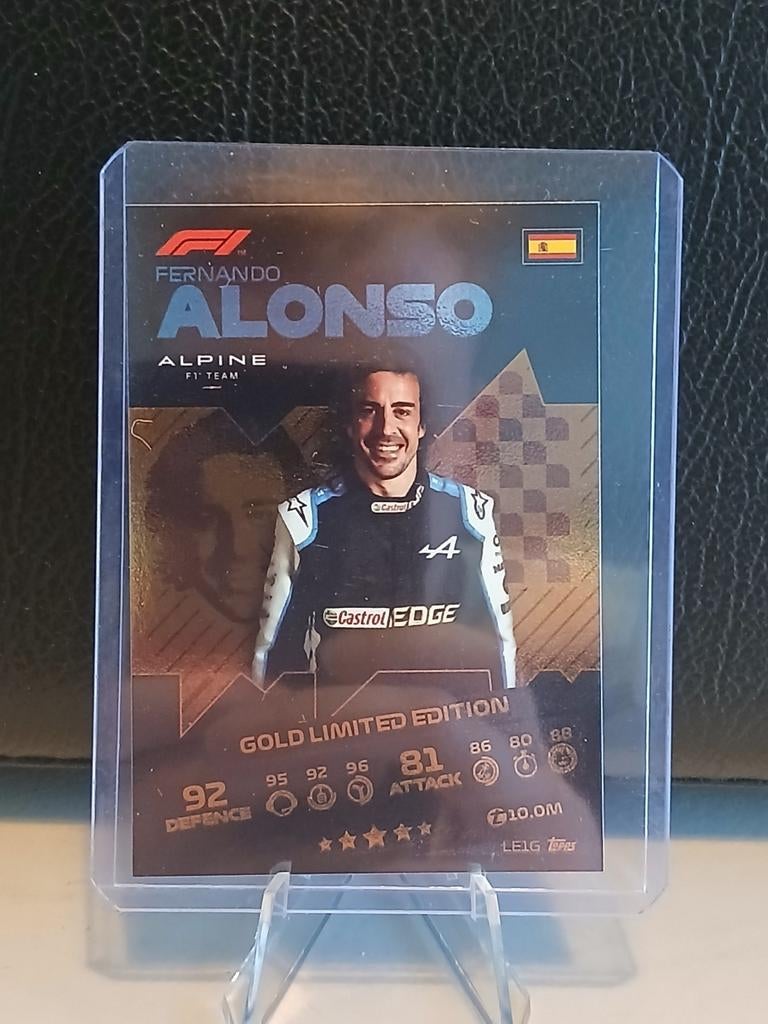 F1
FERNANDO
ALONSO
ALPINE
F1 TEAM
Castrol
A
Castrol EDGE
GOLD LIMITED EDITION
92 DEFENCE 95 92 96 81 ATTACK 86 80 88
10.0M
LE1G Topps